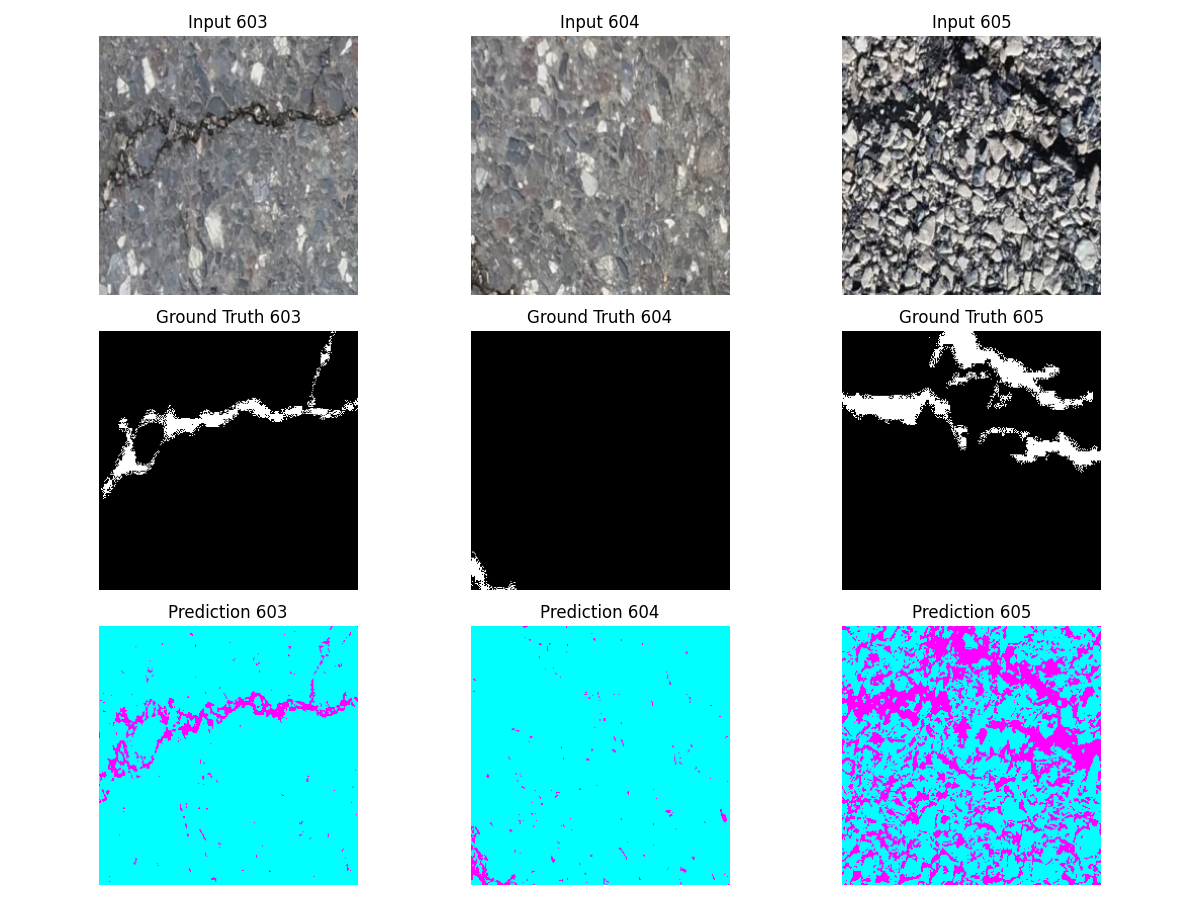 Input 603
Input 604
Input 605
Ground Truth 603
Ground Truth 604
Ground Truth 605
Prediction 603
Prediction 604
Prediction 605